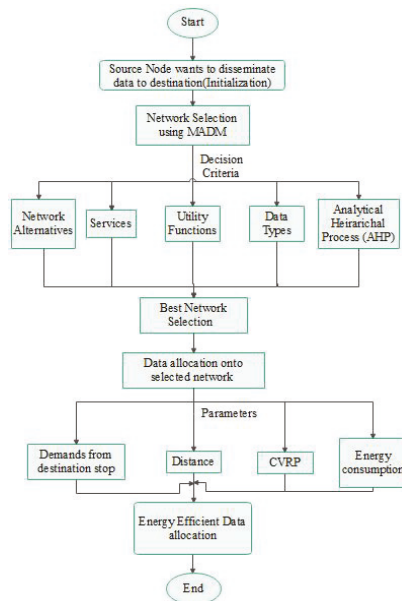 Start
Source Node wants to disseminate
data to destination(Initialization)
Network Selection
using MADM
Decision
Criteria
Network
Alternatives
Services
Utility
Functions
Data
Types
Analytical
Heirarichal
Process (AHP)
Best Network
Selection
Data allocation onto
selected network
Parameters
Demands from
destination stop
Distance
CVRP
Energy
consumption
Energy Efficient Data
allocation
End